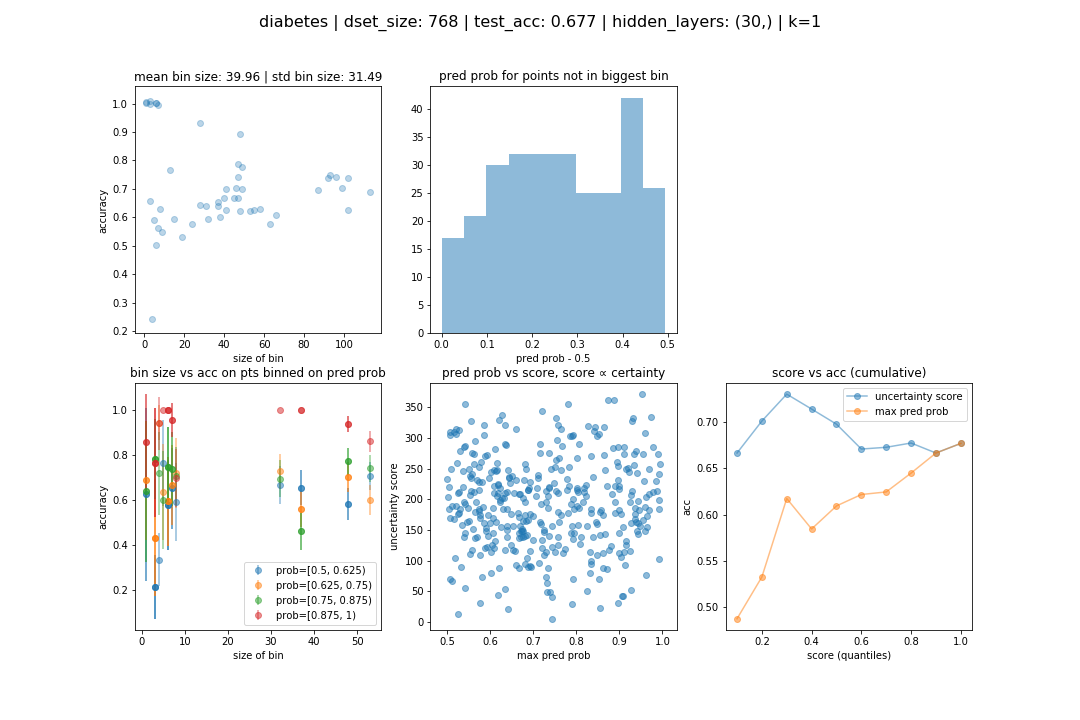 diabetes | dset_size: 768 | test_acc: 0.677 | hidden_layers: (30,) | k=1
mean bin size: 39.96 | std bin size: 31.49
accuracy
1.0
0.9
0.8
0.7
0.6
0.5
0.4
0.3
0.2
0 20 40 60 80 100
size of bin
pred prob for points not in biggest bin
40
35
30
25
20
15
10
5
0
0.0 0.1 0.2 0.3 0.4 0.5
pred prob - 0.5
bin size vs acc on pts binned on pred prob
accuracy
1.0
0.8
0.6
0.4
0.2
prob=[0.5, 0.625)
prob=[0.625, 0.75)
prob=[0.75, 0.875)
prob=[0.875, 1)
0 10 20 30 40 50
size of bin
pred prob vs score, score ∝ certainty
uncertainty score
350
300
250
200
150
100
50
0
0.5 0.6 0.7 0.8 0.9 1.0
max pred prob
score vs acc (cumulative)
uncertainty score
max pred prob
acc
0.70
0.65
0.60
0.55
0.50
0.2 0.4 0.6 0.8 1.0
score (quantiles)